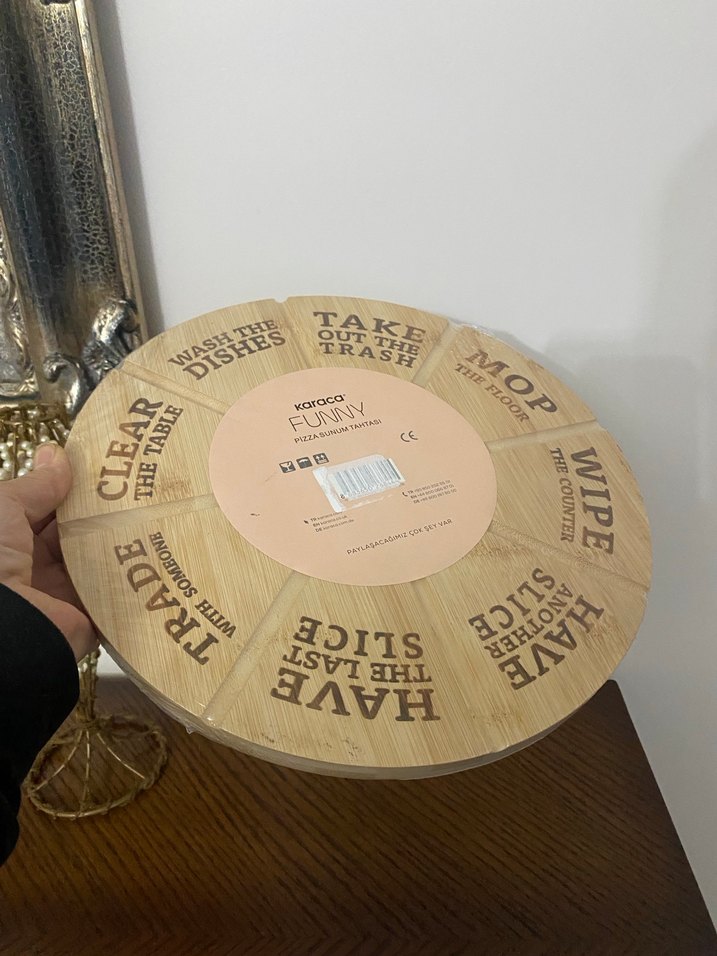 TAKE
OUT THE
TRASH
MOP
THE FLOOR
WIPE
THE COUNTER
HAVE
ANOTHER
SLICE
HAVE
THE LAST
SLICE
TRADE
WITH SOMEONE
CLEAR
THE TABLE
WASH THE
DISHES
karaca
FUNNY
PİZZA SUNUM TAHTASI
CE
PAYLAŞACAĞIMIZ ÇOK ŞEY VAR